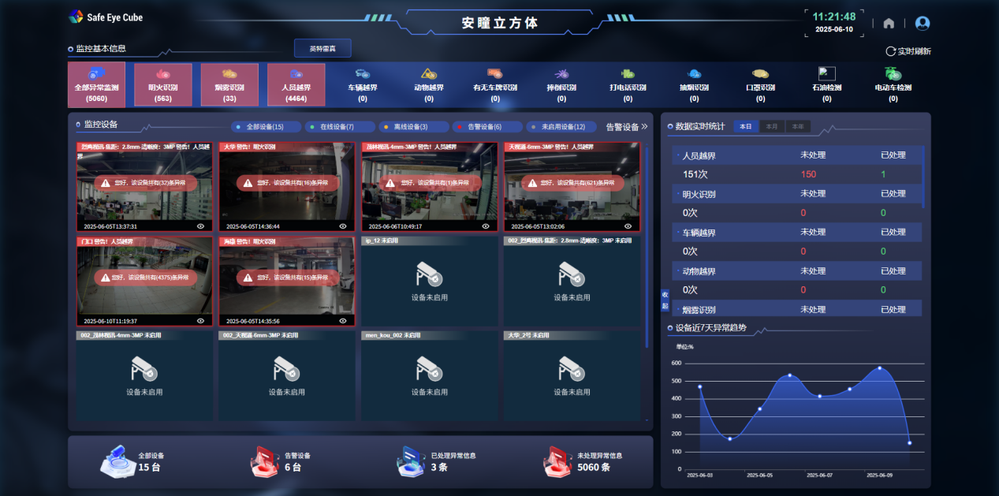 Safe Eye Cube
安瞳立方体
11:21:48
2025-06-10
监控基本信息
英特雷真
实时刷新
全部异常监测
(5060)
明火识别
(563)
烟雾识别
(33)
人员越界
(4464)
车辆越界
(0)
动物越界
(0)
有无车牌识别
(0)
摔倒识别
(0)
打电话识别
(0)
抽烟识别
(0)
口罩识别
(0)
石油检测
(0)
电动车检测
(0)
监控设备
全部设备(15)
在线设备(7)
离线设备(3)
告警设备(6)
未启用设备(12)
告警设备 >>
烈离视讯-焦距：2.8mm-清晰度：3MP 警告！人员越界
您好，该设备共有(32)条异常
2025-06-05T13:37:31
大华 警告！明火识别
您好，该设备共有(16)条异常
2025-06-05T14:36:44
茂林视讯-4mm-3MP 警告！人员越界
您好，该设备共有(1)条异常
2025-06-06T10:49:17
天视通-6mm-3MP 警告！人员越界
您好，该设备共有(621)条异常
2025-06-05T13:02:06
门口 警告！人员越界
您好，该设备共有(4375)条异常
2025-06-10T11:19:37
海康 警告！明火识别
您好，该设备共有(15)条异常
2025-06-05T14:35:56
ip_12 未启用
设备未启用
002_烈离视讯-焦距：2.8mm-清晰度：3MP 未启用
设备未启用
002_茂林视讯-4mm-3MP 未启用
设备未启用
002_天视通-6mm-3MP 未启用
设备未启用
men_kou_002 未启用
设备未启用
大华_2号 未启用
设备未启用
全部设备
15 台
告警设备
6 台
已处理异常信息
3 条
未处理异常信息
5060 条
收起
数据实时统计
本日
本月
本年
人员越界 未处理 已处理
151次 150 1
明火识别 未处理 已处理
0次 0 0
车辆越界 未处理 已处理
0次 0 0
动物越界 未处理 已处理
0次 0 0
烟雾识别 未处理 已处理
设备近7天异常趋势
单位:%
600
500
400
300
200
100
0
2025-06-03 2025-06-05 2025-06-07 2025-06-09